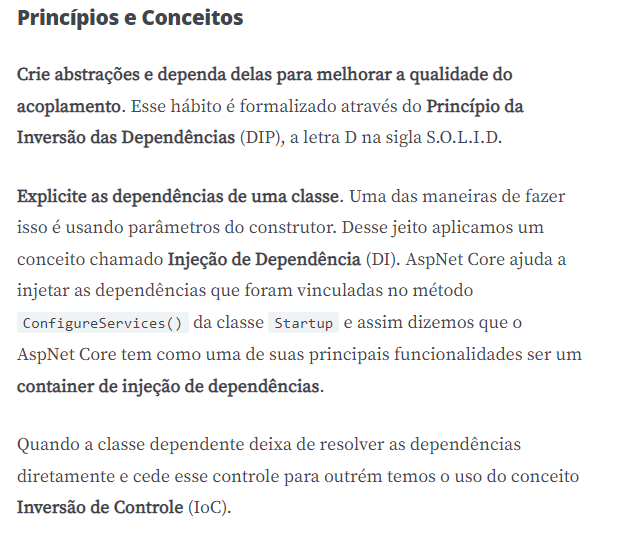 Princípios e Conceitos
Crie abstrações e dependa delas para melhorar a qualidade do
acoplamento. Esse hábito é formalizado através do Princípio da
Inversão das Dependências (DIP), a letra D na sigla S.O.L.I.D.
Explicite as dependências de uma classe. Uma das maneiras de fazer
isso é usando parâmetros do construtor. Desse jeito aplicamos um
conceito chamado Injeção de Dependência (DI). AspNet Core ajuda a
injetar as dependências que foram vinculadas no método
ConfigureServices() da classe Startup e assim dizemos que o
AspNet Core tem como uma de suas principais funcionalidades ser um
container de injeção de dependências.
Quando a classe dependente deixa de resolver as dependências
diretamente e cede esse controle para outrém temos o uso do conceito
Inversão de Controle (IoC).